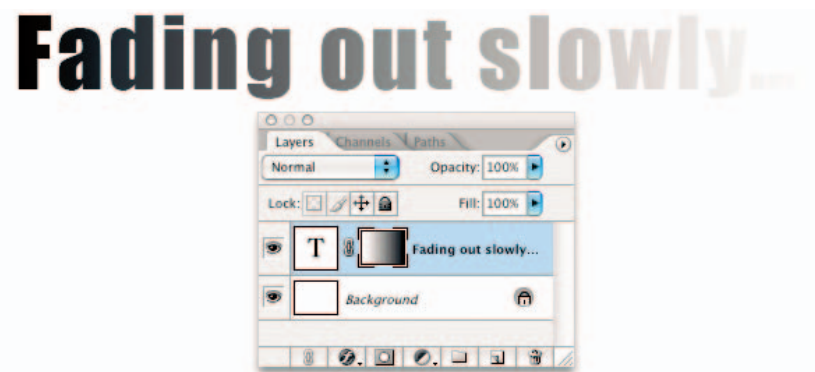 Fading out slowly...
Layers Channels Paths
Normal Opacity: 100%
Lock: Fill: 100%
T Fading out slowly...
Background